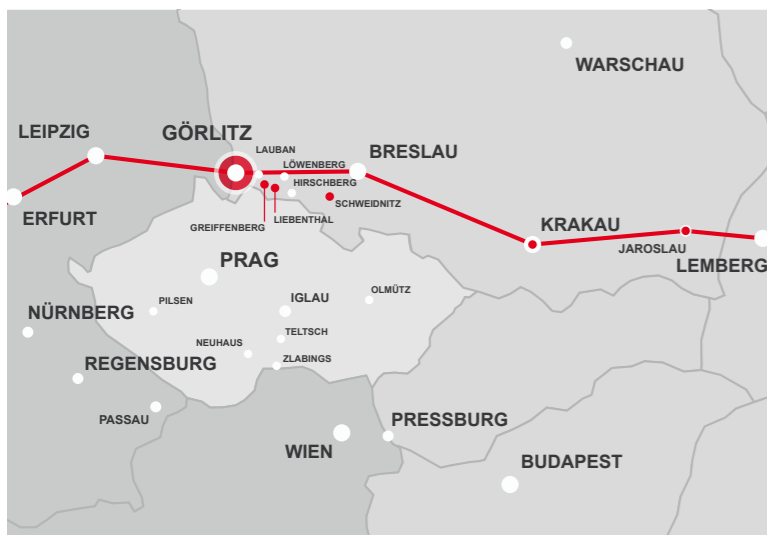 WARSCHAU
LEIPZIG
GÖRLITZ
LAUBAN
BRESLAU
LÖWENBERG
HIRSCHBERG
SCHWEIDNITZ
ERFURT
GREIFFENBERG
LIEBENTHAL
KRAKAU
JAROSLAU
LEMBERG
PRAG
PILSEN
IGLAU
OLMÜTZ
NÜRNBERG
NEUHAUS
TELTSCH
ZLABINGS
REGENSBURG
PASSAU
PRESSBURG
WIEN
BUDAPEST